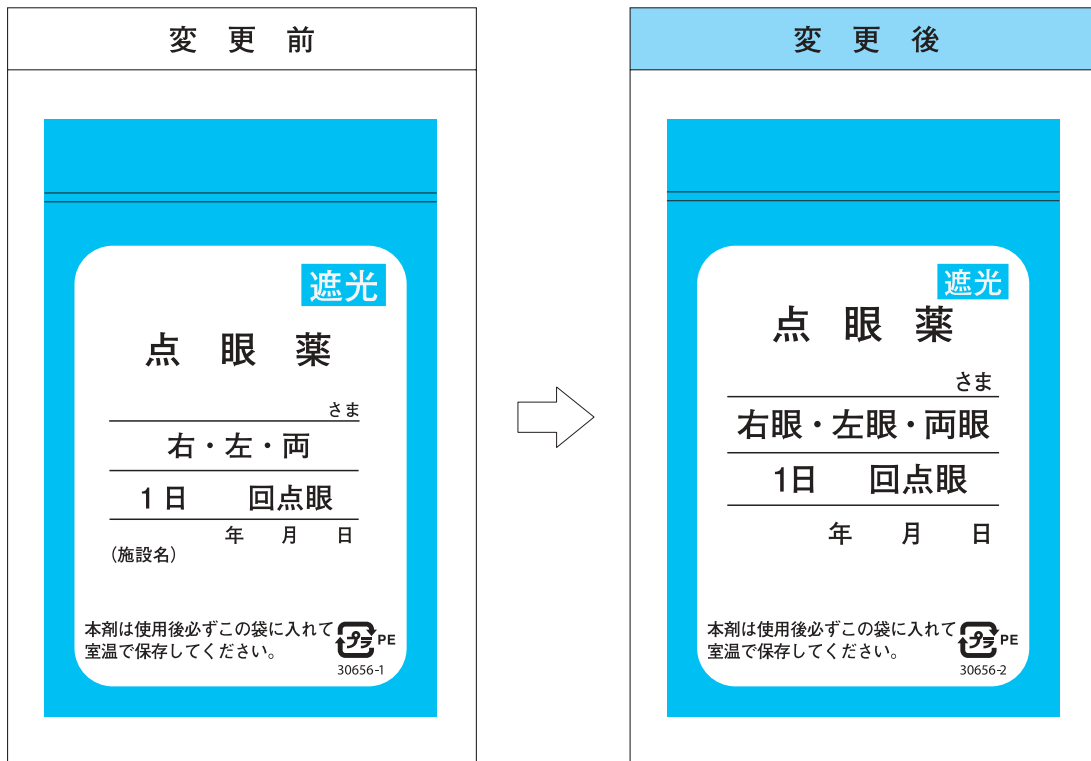 変更前
遮光
点眼薬
さま
右・左・両
1日 回点眼
年 月 日
(施設名)
本剤は使用後必ずこの袋に入れて
室温で保存してください。
プラ PE
30656-1
変更後
遮光
点眼薬
さま
右眼・左眼・両眼
1日 回点眼
年 月 日
本剤は使用後必ずこの袋に入れて
室温で保存してください。
プラ PE
30656-2